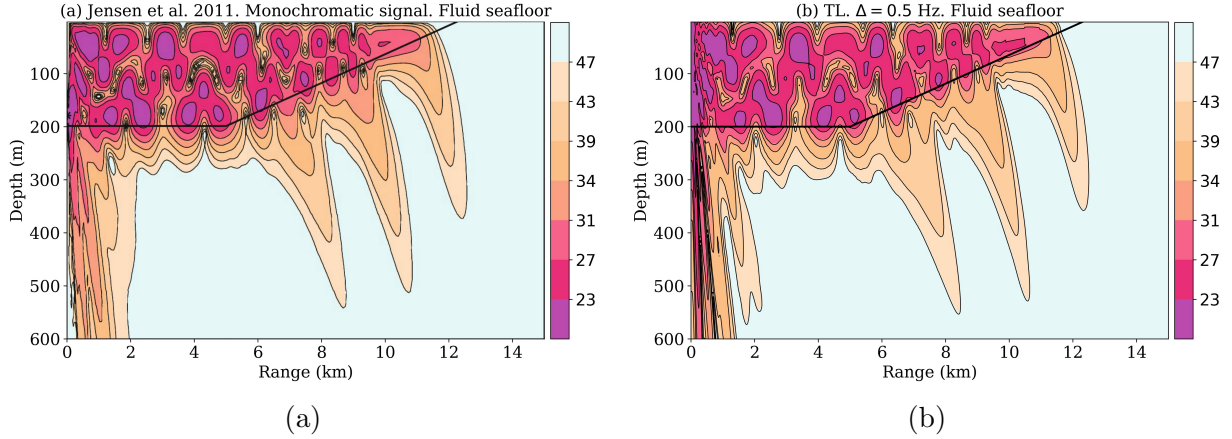 (a) Jensen et al. 2011. Monochromatic signal. Fluid seafloor
100
200
300
400
500
600
Depth (m)
0 2 4 6 8 10 12 14
Range (km)
47
43
39
34
31
27
23
(a)
(b) TL. Δ = 0.5 Hz. Fluid seafloor
100
200
300
400
500
600
Depth (m)
0 2 4 6 8 10 12 14
Range (km)
47
43
39
34
31
27
23
(b)